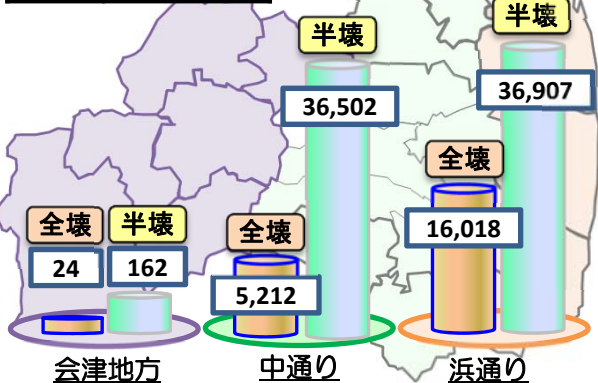 全壊
24
半壊
162
会津地方
全壊
5,212
半壊
36,502
中通り
全壊
16,018
半壊
36,907
浜通り